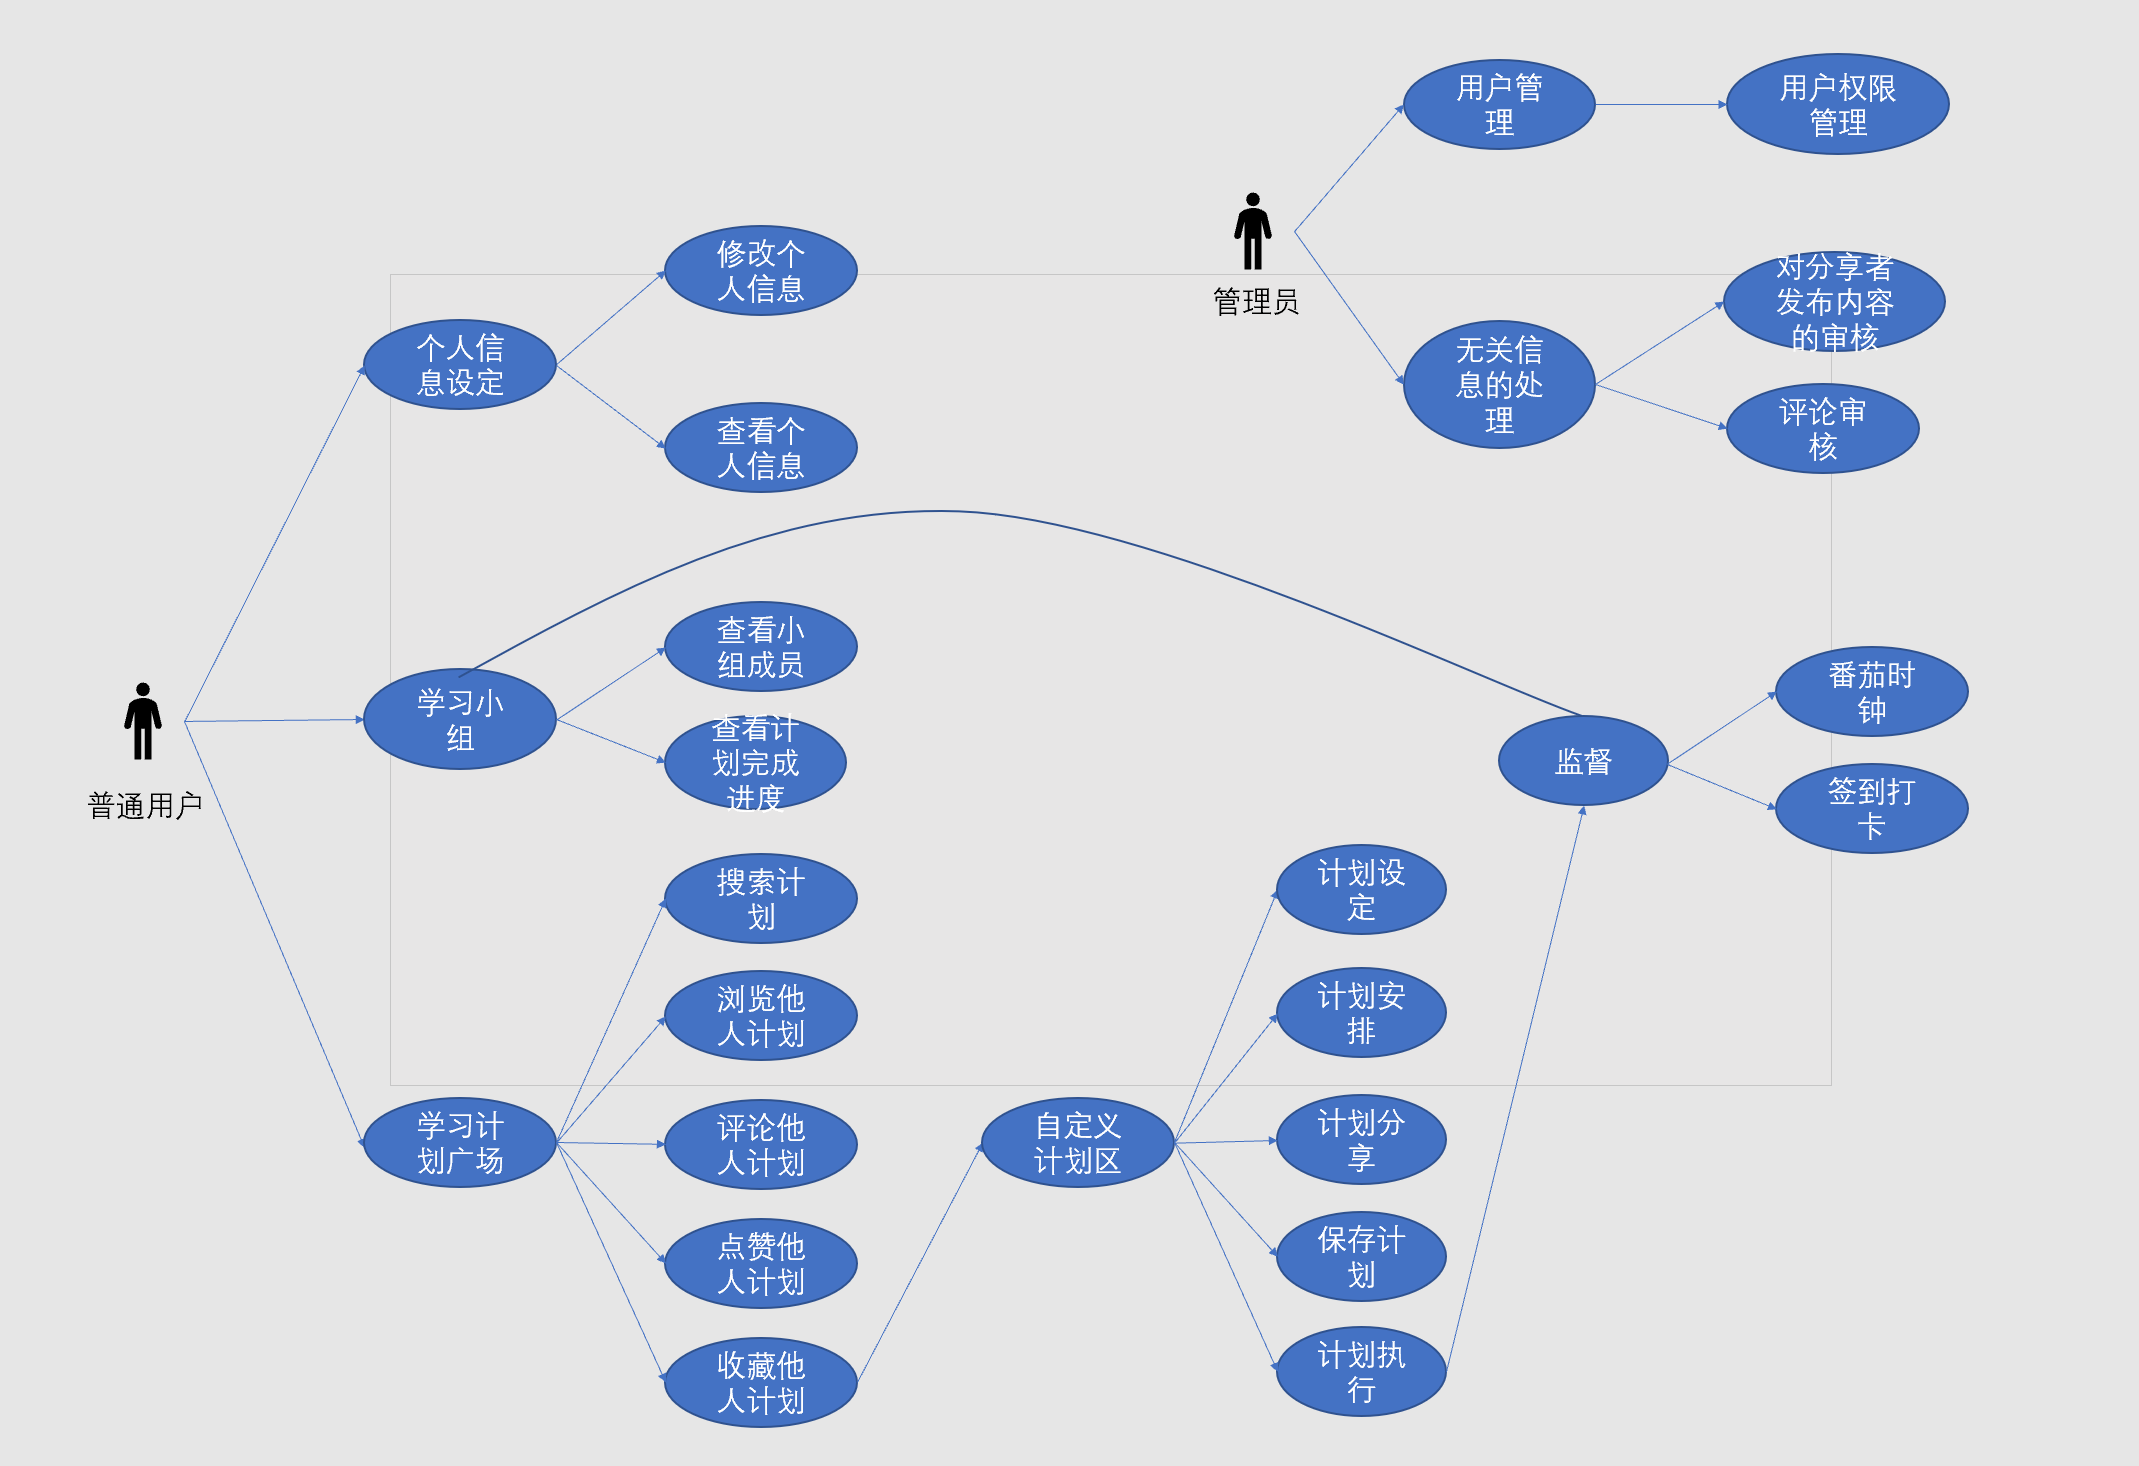 用户管
理
用户权限
管理
管理员
无关信
息的处
理
对分享者
发布内容
的审核
评论审
核
普通用户
个人信
息设定
修改个
人信息
查看个
人信息
学习小
组
查看小
组成员
查看计
划完成
进度
监督
番茄时
钟
签到打
卡
学习计
划广场
搜索计
划
浏览他
人计划
评论他
人计划
点赞他
人计划
收藏他
人计划
自定义
计划区
计划设
定
计划安
排
计划分
享
保存计
划
计划执
行